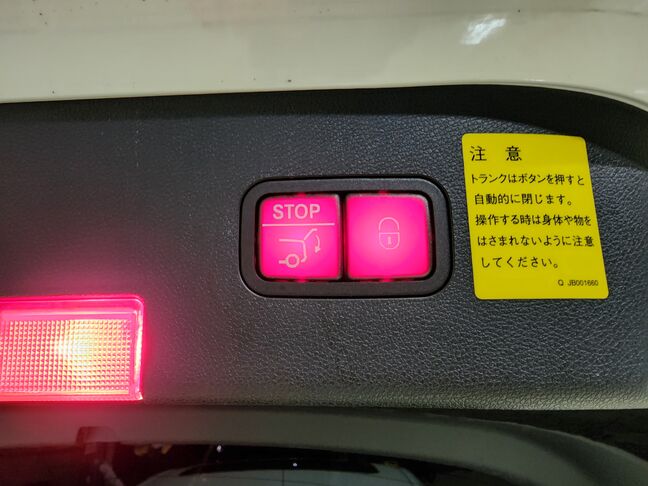 STOP
注 意
トランクはボタンを押すと
自動的に閉じます。
操作する時は身体や物を
はさまれないように注意
してください。
Q JB001660